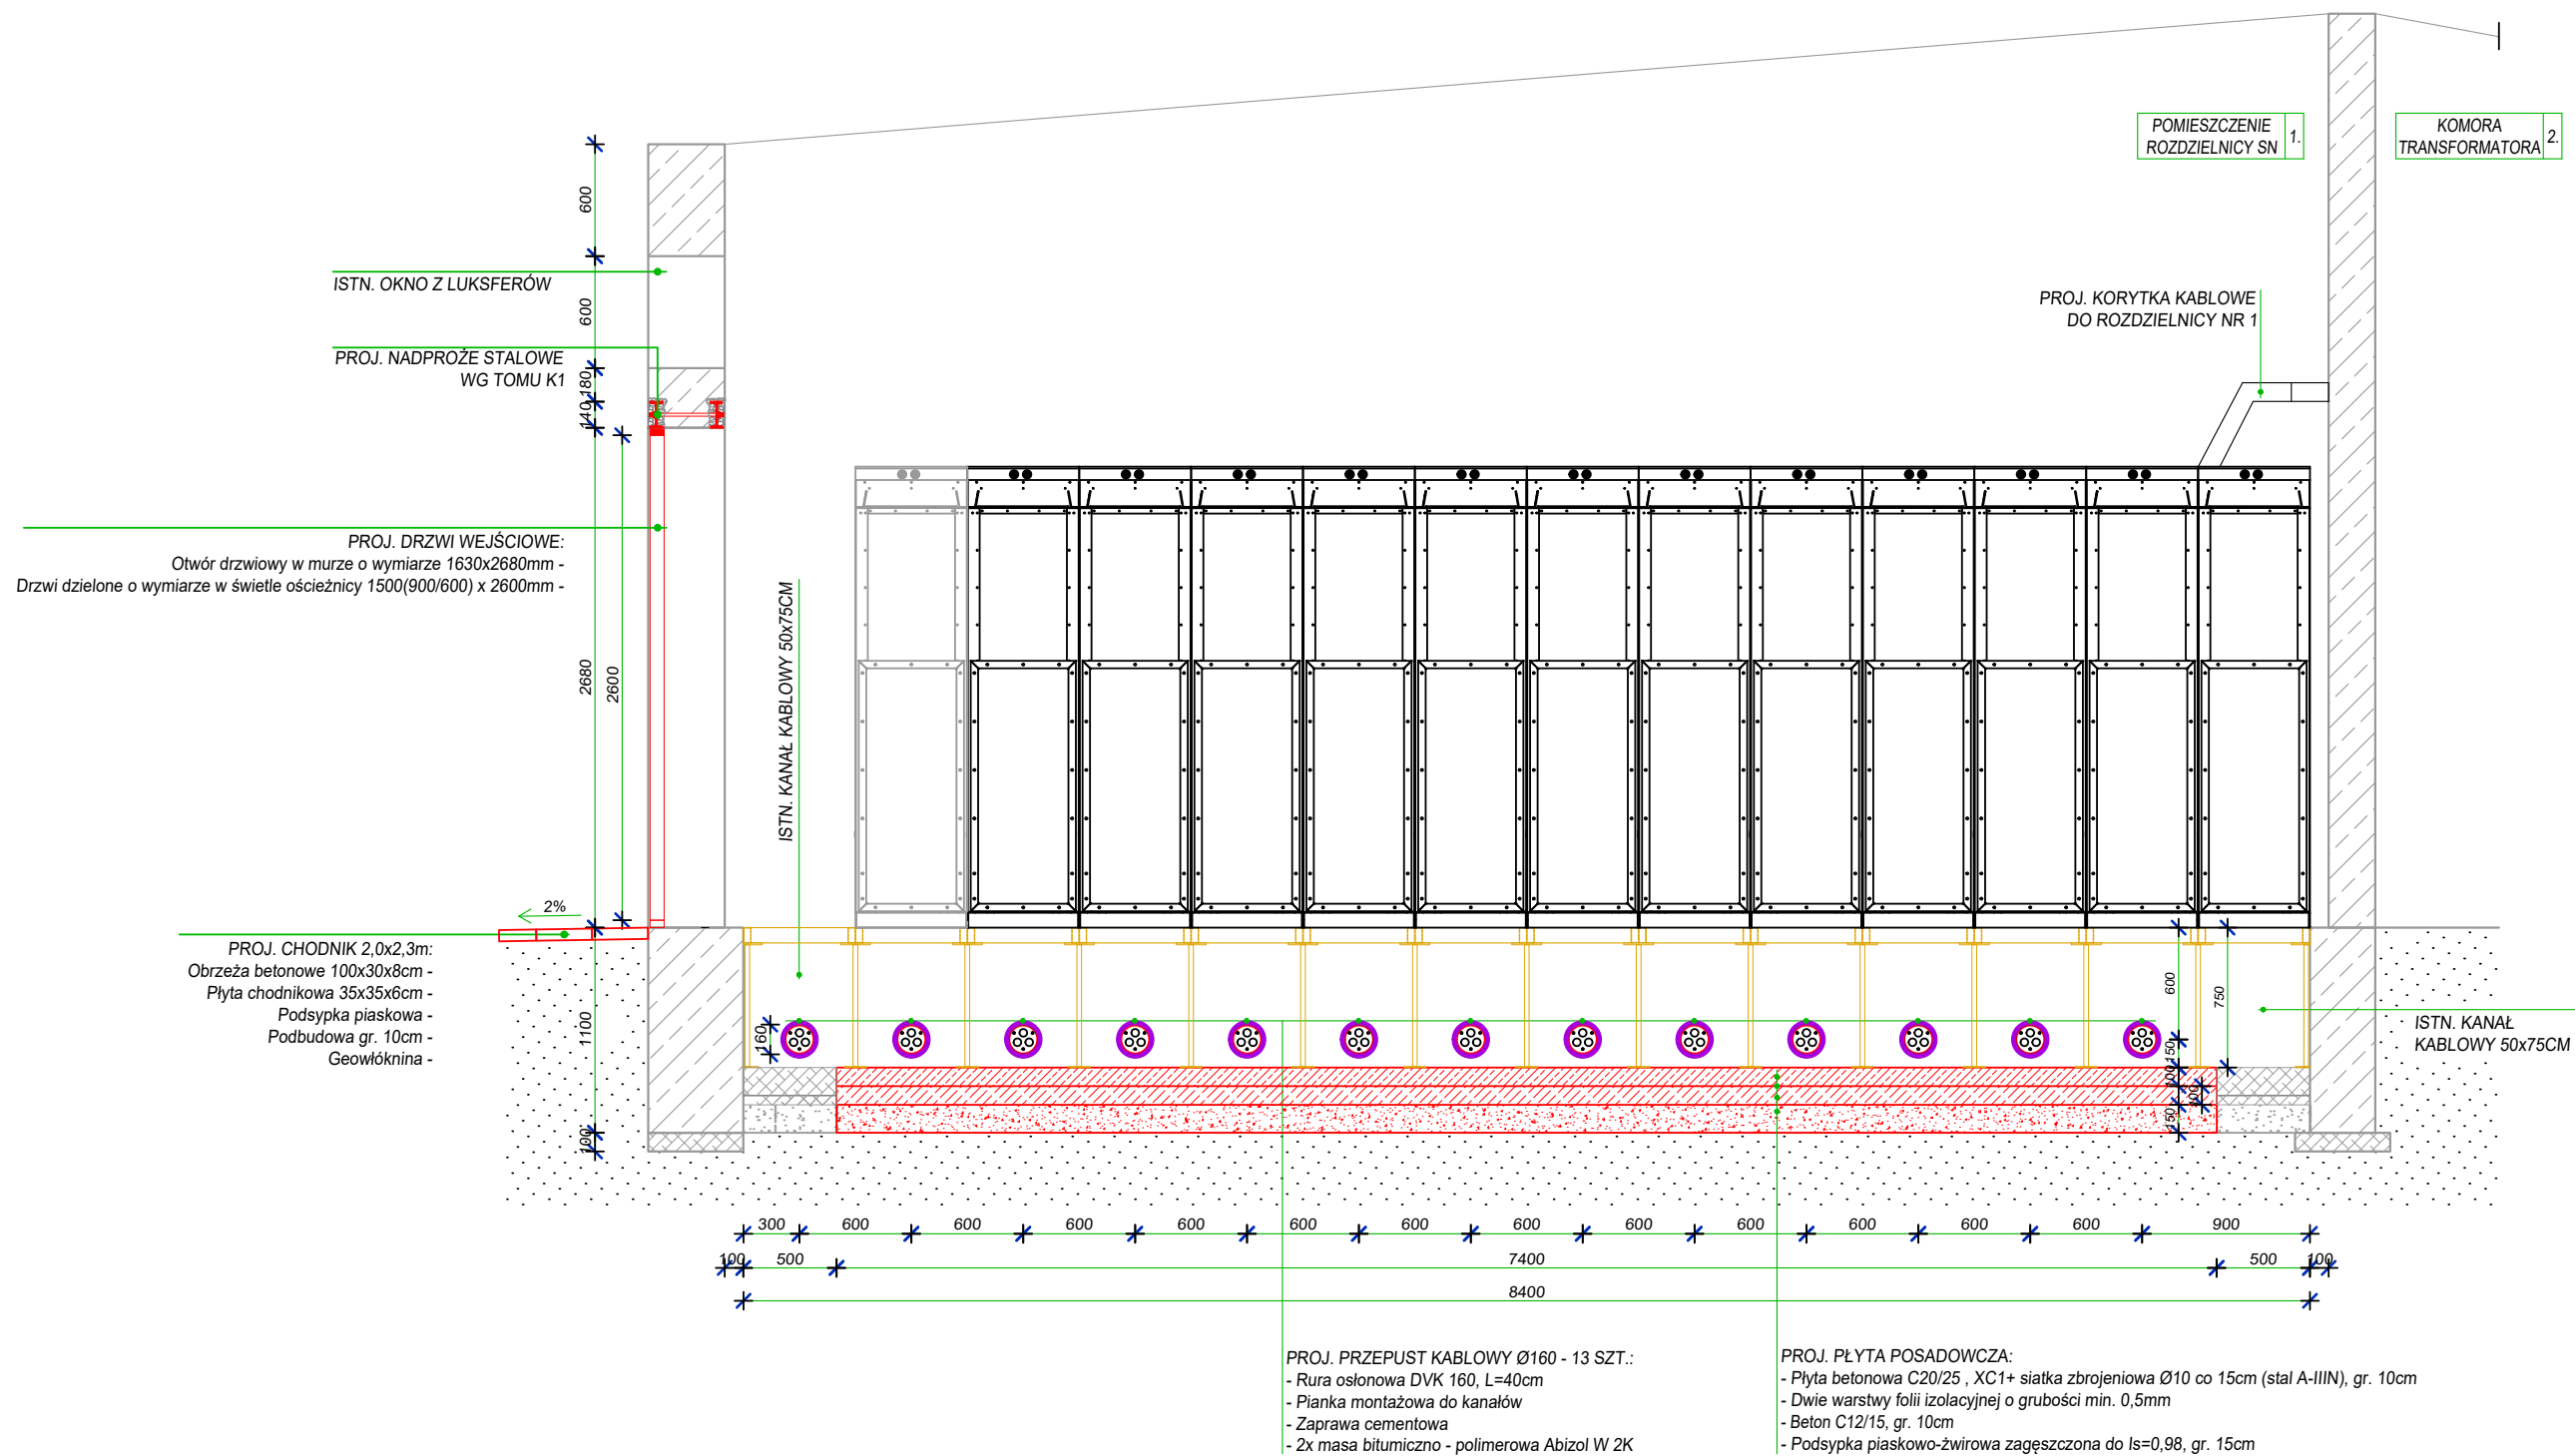 POMIESZCZENIE
ROZDZIELNICY SN
1.
KOMORA
TRANSFORMATORA
2.
600
ISTN. OKNO Z LUKSFERÓW
600
PROJ. KORYTKA KABLOWE
DO ROZDZIELNICY NR 1
PROJ. NADPROŻE STALOWE
WG TOMU K1
180
140
PROJ. DRZWI WEJŚCIOWE:
Otwór drzwiowy w murze o wymiarze 1630x2680mm -
Drzwi dzielone o wymiarze w świetle ościeżnicy 1500(900/600) x 2600mm -
ISTN. KANAŁ KABLOWY 50x75CM
2680
2600
2%
PROJ. CHODNIK 2,0x2,3m:
Obrzeża betonowe 100x30x8cm -
Płyta chodnikowa 35x35x6cm -
Podsypka piaskowa -
Podbudowa gr. 10cm -
Geowłóknina -
1100
100
160
600
750
150
100
100
150
ISTN. KANAŁ
KABLOWY 50x75CM
300 600 600 600 600 600 600 600 600 600 600 600 600 900
100 500 7400 500 100
8400
PROJ. PRZEPUST KABLOWY Ø160 - 13 SZT.:
- Rura osłonowa DVK 160, L=40cm
- Pianka montażowa do kanałów
- Zaprawa cementowa
- 2x masa bitumiczno - polimerowa Abizol W 2K
PROJ. PŁYTA POSADOWCZA:
- Płyta betonowa C20/25 , XC1+ siatka zbrojeniowa Ø10 co 15cm (stal A-IIIN), gr. 10cm
- Dwie warstwy folii izolacyjnej o grubości min. 0,5mm
- Beton C12/15, gr. 10cm
- Podsypka piaskowo-żwirowa zagęszczona do Is=0,98, gr. 15cm